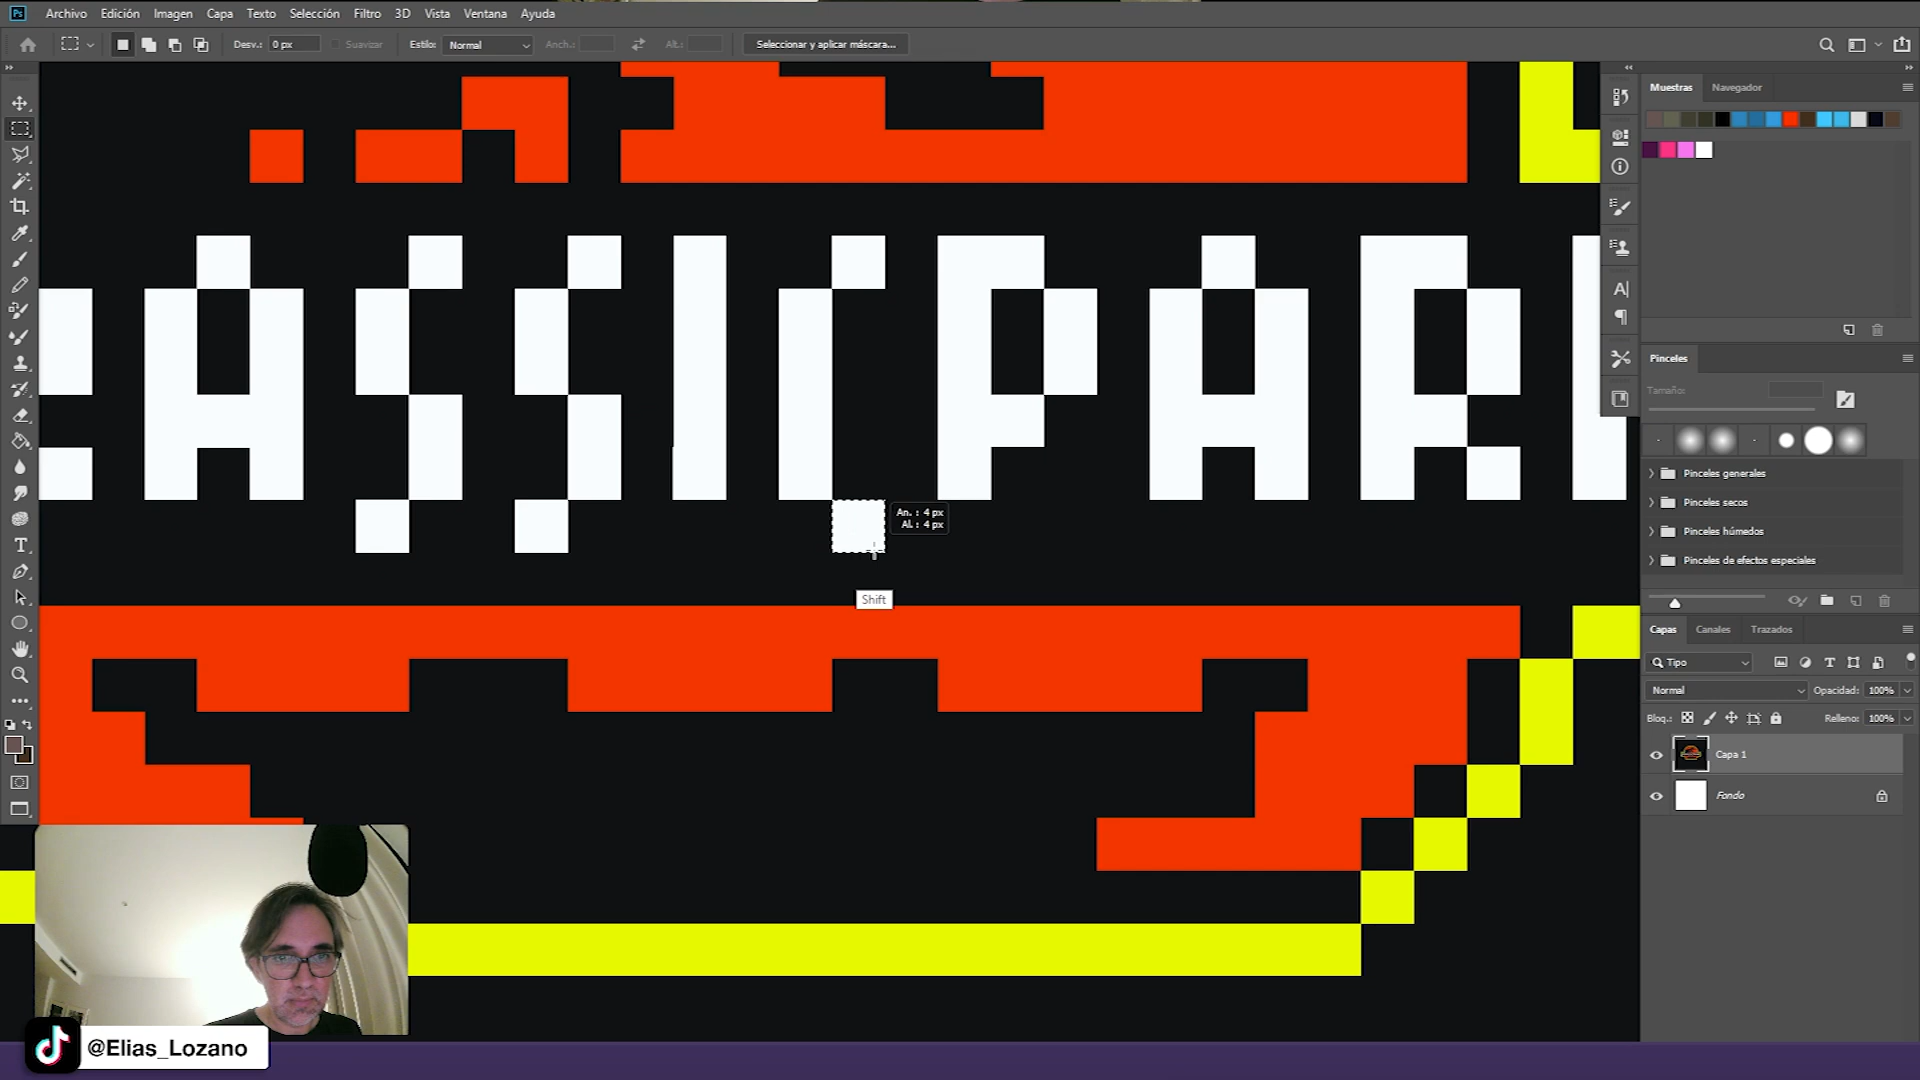 Ps Archivo Edición Imagen Capa Texto Selección Filtro 3D Vista Ventana Ayuda
Desv.: 0 px Suavizar Estilo: Normal Anch.: Alt.: Seleccionar y aplicar máscara...
Muestras Navegador
ASSICPAR
An. : 4 px
Al. : 4 px
Shift
Pinceles
Tamaño:
Pinceles generales
Pinceles secos
Pinceles húmedos
Pinceles de efectos especiales
Capas Canales Trazados
Tipo
Normal Opacidad: 100%
Bloq.: Relleno: 100%
Capa 1
Fondo
@Elias_Lozano